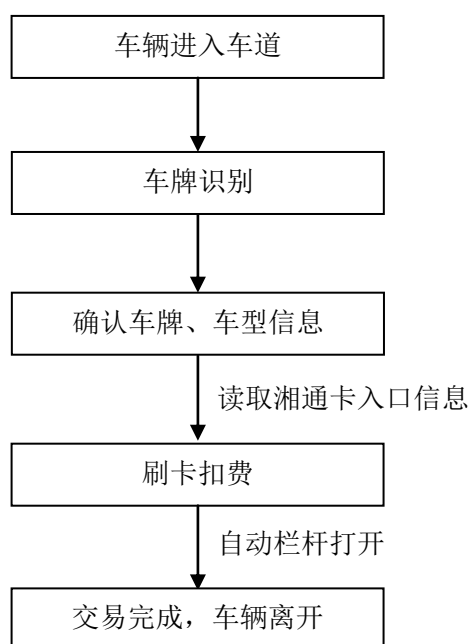 车辆进入车道
车牌识别
确认车牌、车型信息
读取湘通卡入口信息
刷卡扣费
自动栏杆打开
交易完成，车辆离开